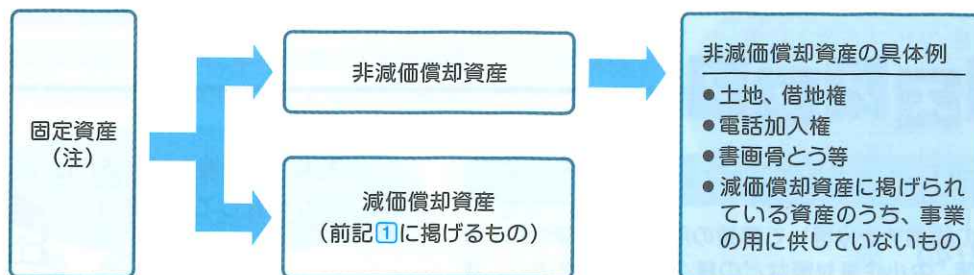 固定資産
（注）
非減価償却資産
減価償却資産
（前記1に掲げるもの）
非減価償却資産の具体例
●土地、借地権
●電話加入権
●書画骨とう等
●減価償却資産に掲げられ
ている資産のうち、事業
の用に供していないもの